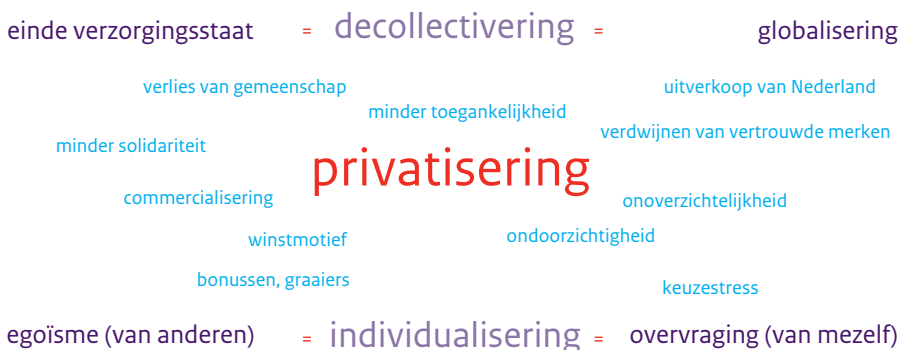 einde verzorgingsstaat = decollectivering = globalisering
verlies van gemeenschap
uitverkoop van Nederland
minder toegankelijkheid
verdwijnen van vertrouwde merken
minder solidariteit
privatisering
commercialisering
onoverzichtelijkheid
winstmotief
ondoorzichtigheid
bonussen, graaiers
keuzestress
egoïsme (van anderen) = individualisering = overvraging (van mezelf)